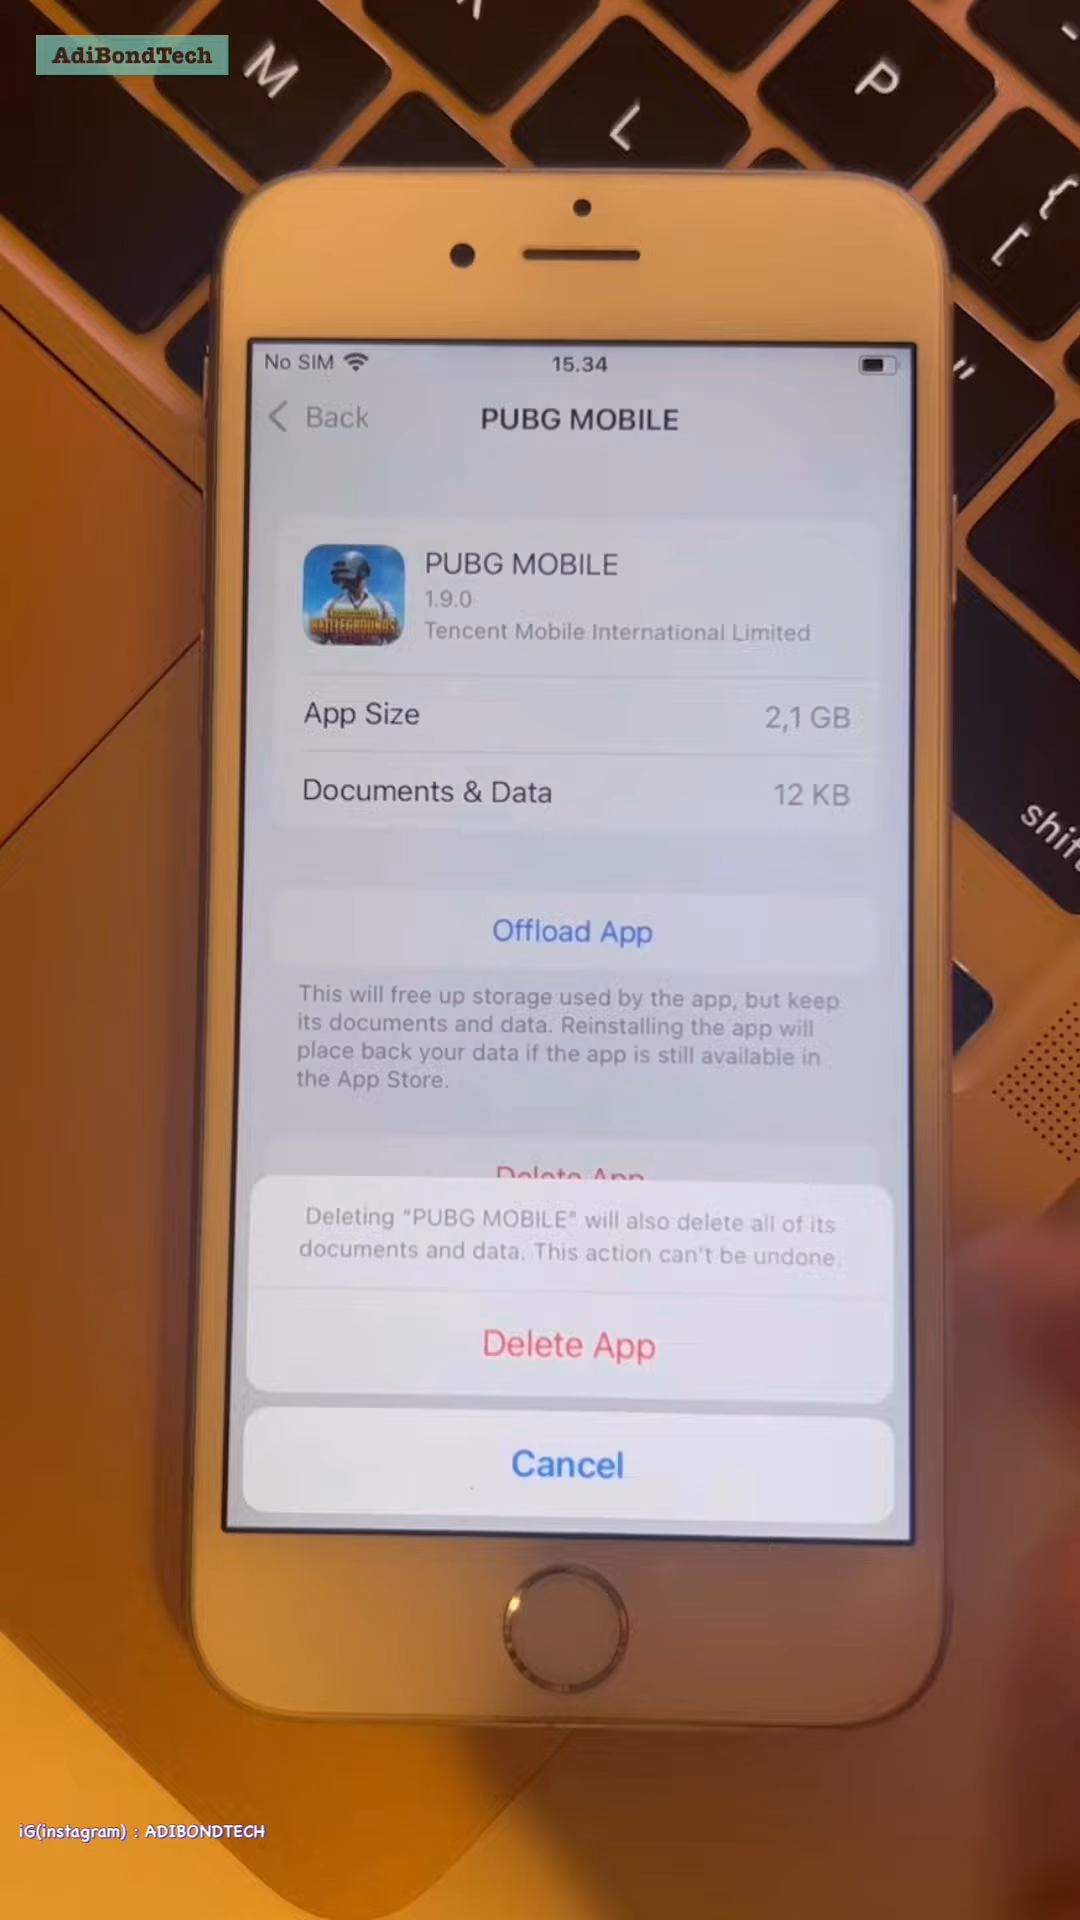 AdiBondTech
M
L
P
{
[
"
shif
No SIM
15.34
Back
PUBG MOBILE
PUBG MOBILE
1.9.0
Tencent Mobile International Limited
BATTLEGROUNDS
App Size
2,1 GB
Documents & Data
12 KB
Offload App
This will free up storage used by the app, but keep
its documents and data. Reinstalling the app will
place back your data if the app is still available in
the App Store.
Delete App
Deleting "PUBG MOBILE" will also delete all of its
documents and data. This action can't be undone.
Delete App
Cancel
iG(instagram) : ADIBONDTECH